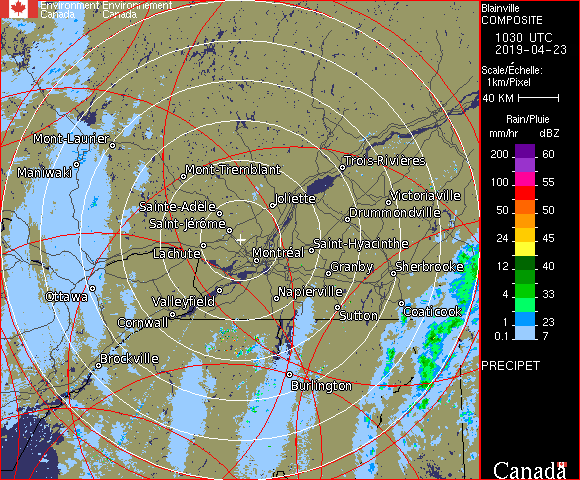 Environment Environnement
Canada Canada
Blainville
COMPOSITE
1030 UTC
2019-04-23
Scale/Échelle:
1km/Pixel
40 KM
Rain/Pluie
mm/hr dBZ
200 60
100 55
50 50
24 45
12 40
4 33
1 23
0.1 7
PRECIPET
Canada
Mont-Laurier
Maniwaki
Mont-Tremblant
Trois-Rivières
Joliette
Victoriaville
Sainte-Adèle
Drummondville
Saint-Jérôme
Lachute
Montréal
Saint-Hyacinthe
Granby
Sherbrooke
Ottawa
Valleyfield
Napierville
Cornwall
Sutton
Coaticook
Brockville
Burlington